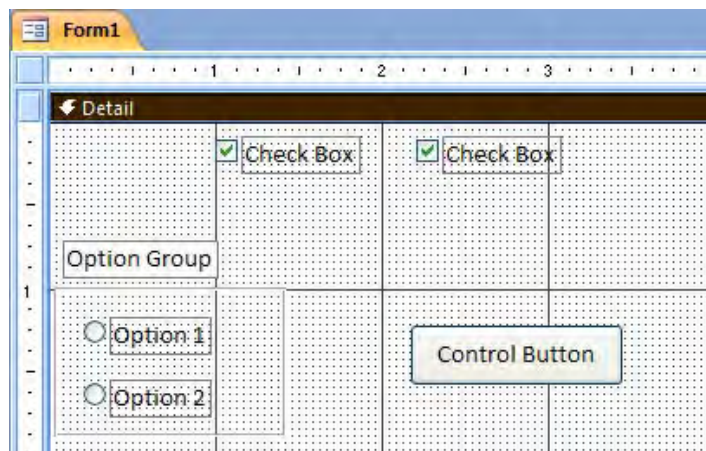 Form1
1 2 3
Detail
Check Box Check Box
Option Group
1
Option 1
Control Button
Option 2